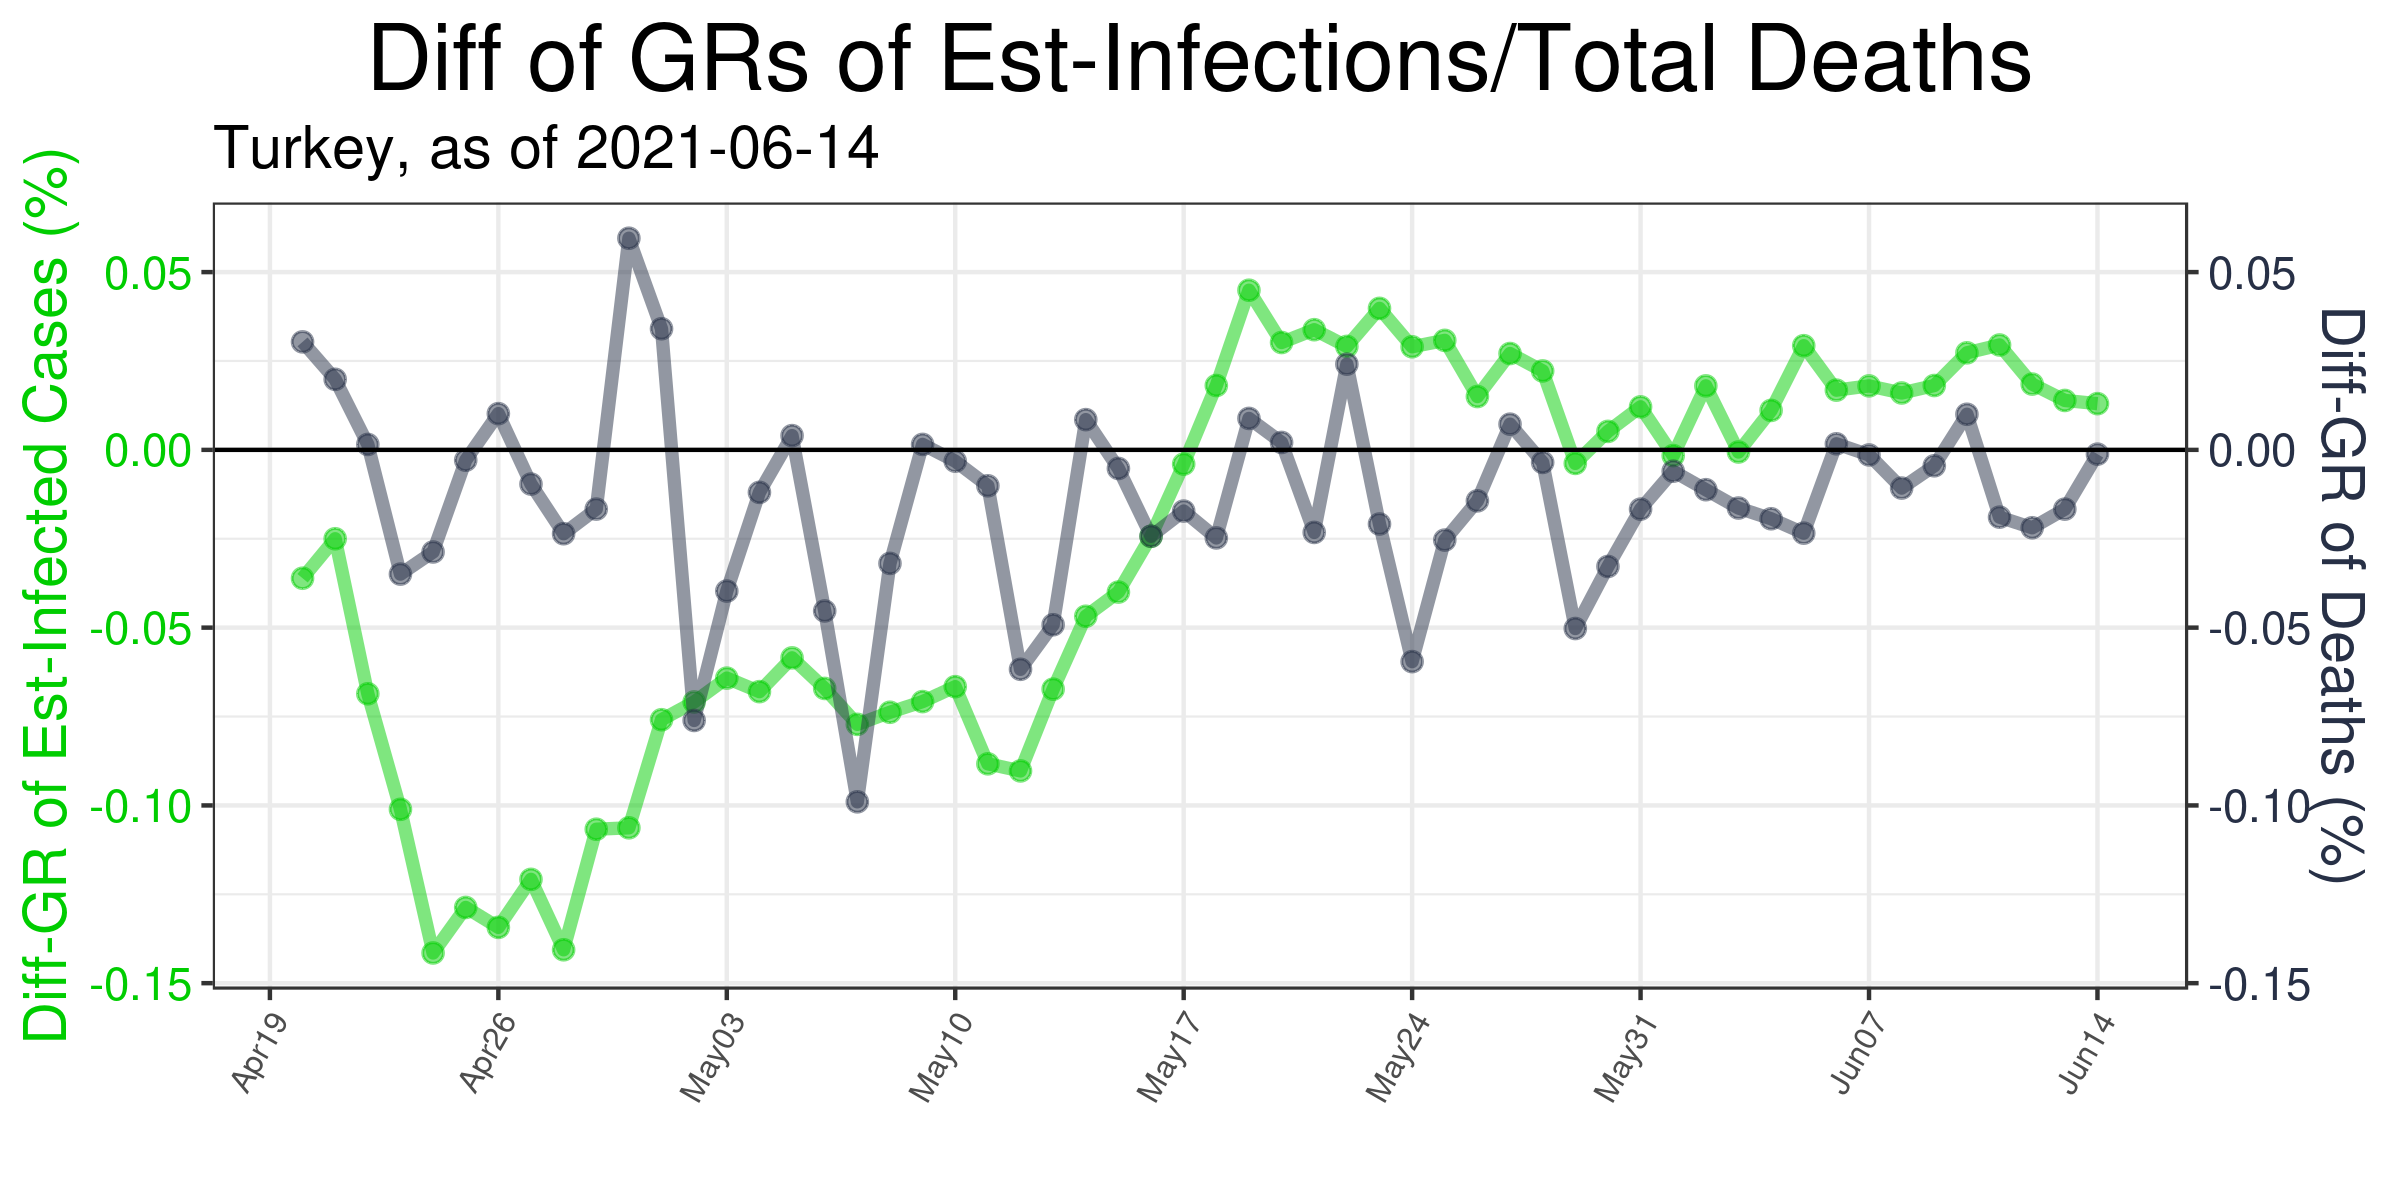 Diff of GRs of Est-Infections/Total Deaths
Turkey, as of 2021-06-14
Diff-GR of Est-Infected Cases (%)
0.05
0.00
-0.05
-0.10
-0.15
0.05
0.00
-0.05
-0.10
-0.15
Diff-GR of Deaths (%)
Apr19
Apr26
May03
May10
May17
May24
May31
Jun07
Jun14